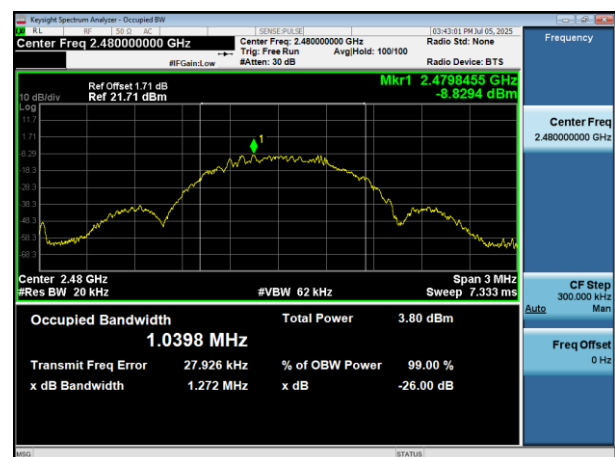 Keysight Spectrum Analyzer - Occupied BW
RL RF 50 Ω AC SENSE:PULSE 03:43:01 PM Jul 05, 2025
Center Freq 2.480000000 GHz Center Freq: 2.480000000 GHz Radio Std: None
Trig: Free Run Avg|Hold: 100/100
#IFGain:Low #Atten: 30 dB Radio Device: BTS
Frequency
Ref Offset 1.71 dB Mkr1 2.4798455 GHz
10 dB/div Ref 21.71 dBm -8.8294 dBm
Log
11.7
1.71
-8.29
-18.3
-28.3
-38.3
-48.3
-58.3
-68.3
1
Center 2.48 GHz Span 3 MHz
#Res BW 20 kHz #VBW 62 kHz Sweep 7.333 ms
Occupied Bandwidth Total Power 3.80 dBm
1.0398 MHz
Transmit Freq Error 27.926 kHz % of OBW Power 99.00 %
x dB Bandwidth 1.272 MHz x dB -26.00 dB
Center Freq
2.480000000 GHz
CF Step
300.000 kHz
Auto Man
Freq Offset
0 Hz
MSG STATUS